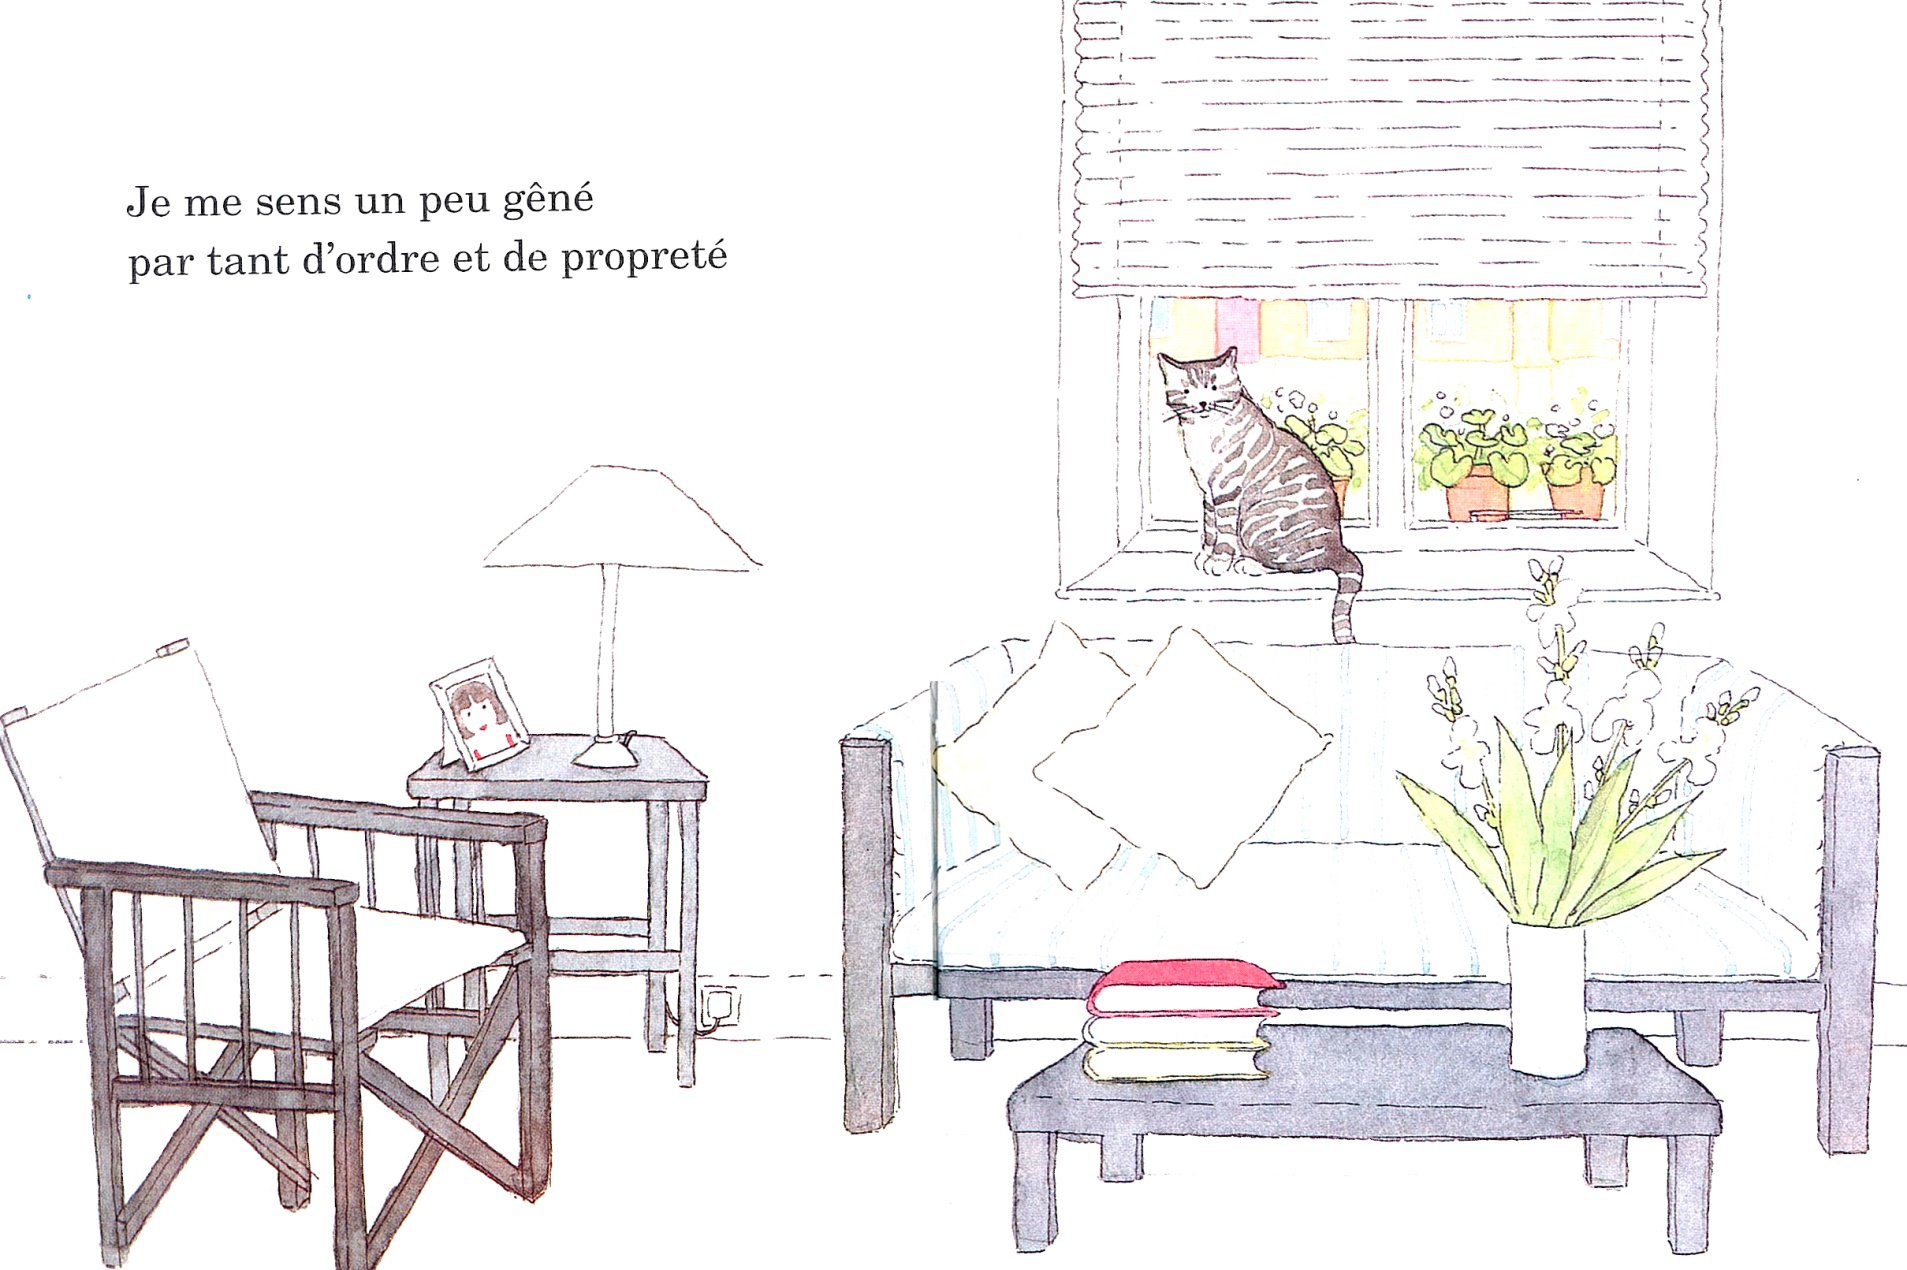 Je me sens un peu gêné
par tant d’ordre et de propreté